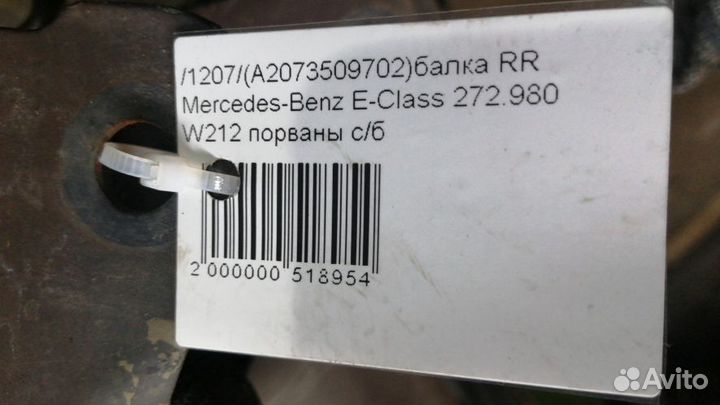 /1207/(A2073509702)балка RR
Mercedes-Benz E-Class 272.980
W212 порваны с/б
2 000000 518954
Avito